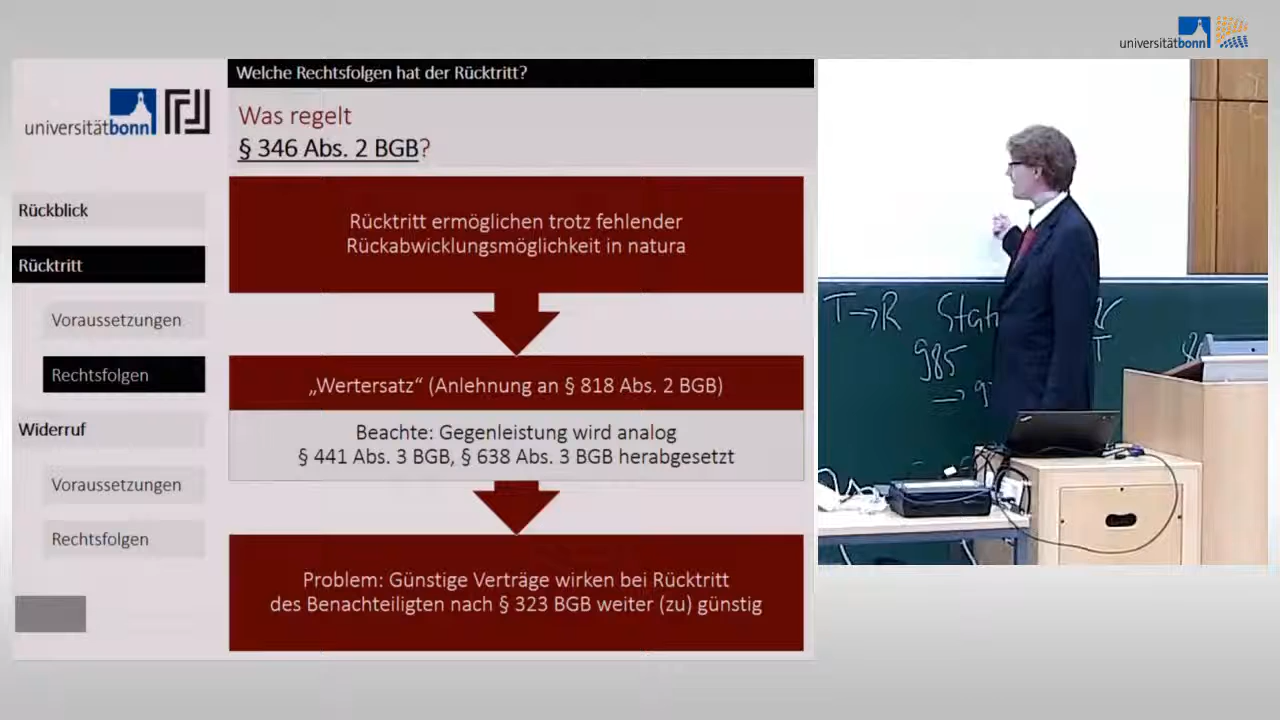 universitätbonn
universitätbonn
Rückblick
Rücktritt
Voraussetzungen
Rechtsfolgen
Widerruf
Voraussetzungen
Rechtsfolgen
Welche Rechtsfolgen hat der Rücktritt?
Was regelt
§ 346 Abs. 2 BGB?
Rücktritt ermöglichen trotz fehlender
Rückabwicklungsmöglichkeit in natura
„Wertersatz“ (Anlehnung an § 818 Abs. 2 BGB)
Beachte: Gegenleistung wird analog
§ 441 Abs. 3 BGB, § 638 Abs. 3 BGB herabgesetzt
Problem: Günstige Verträge wirken bei Rücktritt
des Benachteiligten nach § 323 BGB weiter (zu) günstig
T→R
985